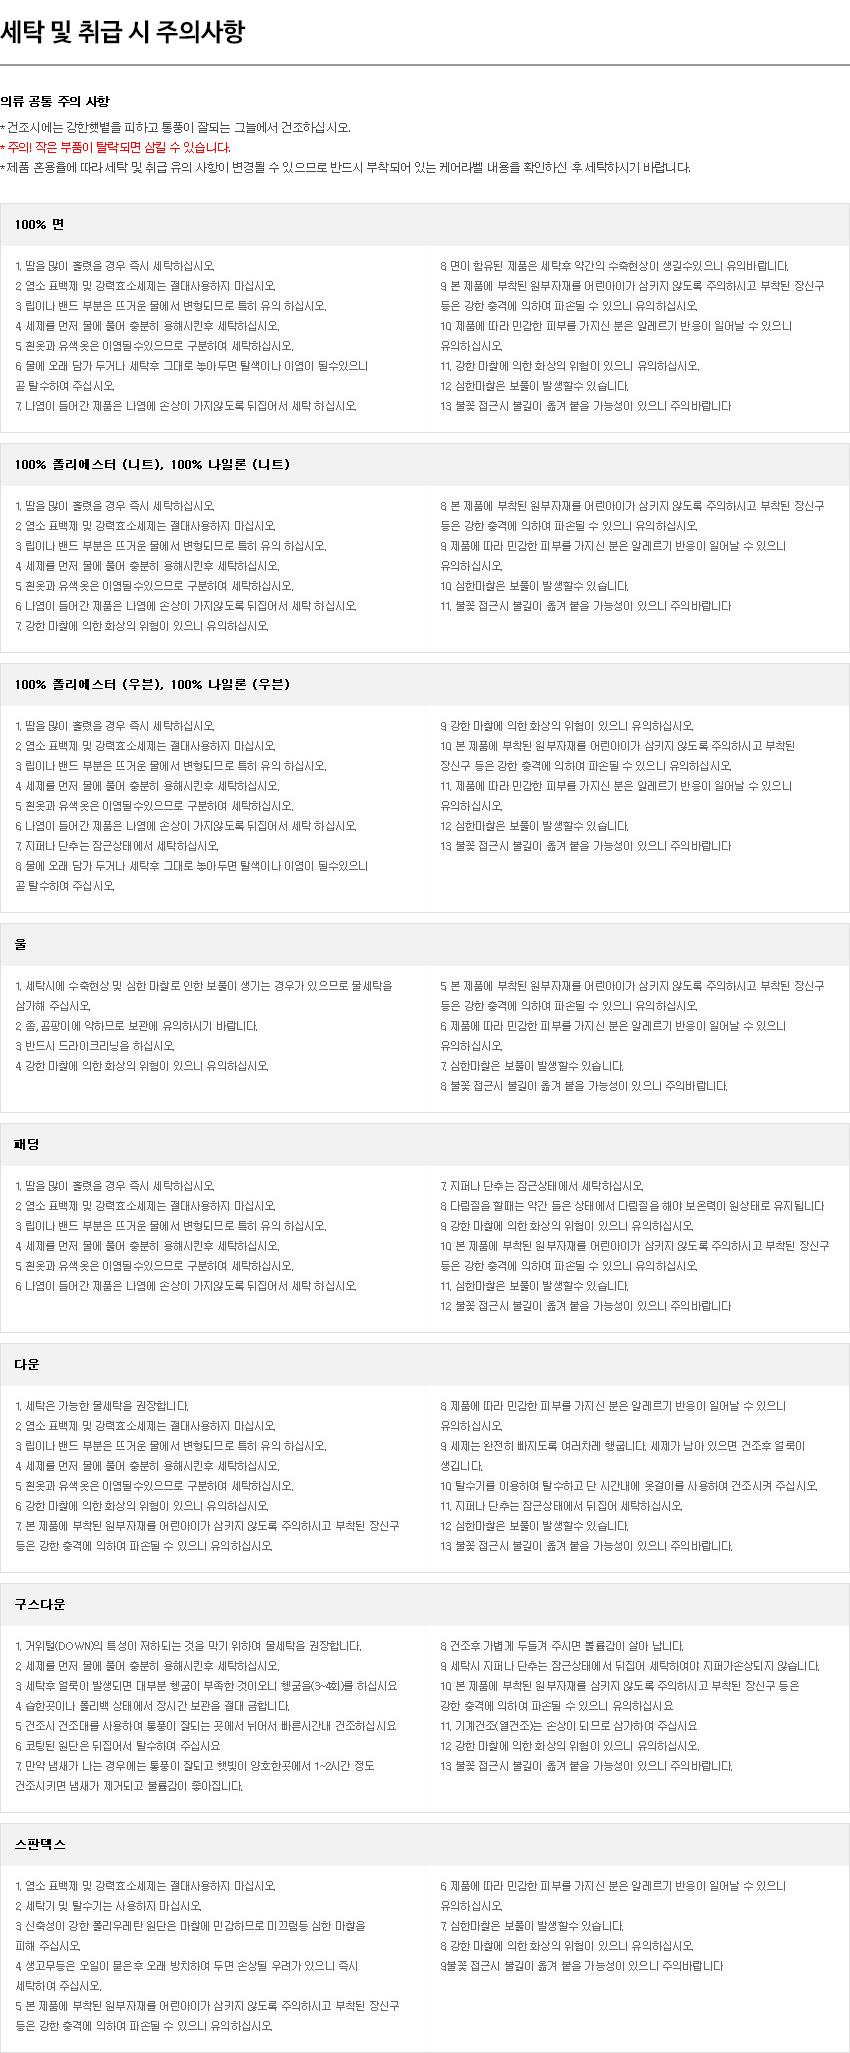 세탁 및 취급 시 주의사항
의류 공통 주의 사항
* 건조시에는 강한햇볕을 피하고 통풍이 잘되는 그늘에서 건조하십시오.
* 주의! 작은 부품이 탈락되면 삼킬 수 있습니다.
* 제품 혼용율에 따라 세탁 및 취급 유의 사항이 변경될 수 있으므로 반드시 부착되어 있는 케어라벨 내용을 확인하신 후 세탁하시기 바랍니다.
100% 면
1. 땀을 많이 흘렸을 경우 즉시 세탁하십시오.
2. 염소 표백제 및 강력효소세제는 절대사용하지 마십시오.
3. 립이나 밴드 부분은 뜨거운 물에서 변형되므로 특히 유의 하십시오.
4. 세제를 먼저 물에 풀어 충분히 용해시킨후 세탁하십시오.
5. 흰옷과 유색옷은 이염될수있으므로 구분하여 세탁하십시오.
6. 물에 오래 담가 두거나 세탁후 그대로 놓아두면 탈색이나 이염이 될수있으니
곧 탈수하여 주십시오.
7. 나염이 들어간 제품은 나염에 손상이 가지않도록 뒤집어서 세탁 하십시오.
8. 면이 함유된 제품은 세탁후 약간의 수축현상이 생길수있으니 유의바랍니다.
9. 본 제품에 부착된 원부자재를 어린아이가 삼키지 않도록 주의하시고 부착된 장신구
등은 강한 충격에 의하여 파손될 수 있으니 유의하십시오.
10. 제품에 따라 민감한 피부를 가지신 분은 알레르기 반응이 일어날 수 있으니
유의하십시오.
11. 강한 마찰에 의한 화상의 위험이 있으니 유의하십시오.
12. 심한마찰은 보풀이 발생할수 있습니다.
13. 불꽃 접근시 불길이 옮겨 붙을 가능성이 있으니 주의바랍니다
100% 폴리에스터 (니트), 100% 나일론 (니트)
1. 땀을 많이 흘렸을 경우 즉시 세탁하십시오.
2. 염소 표백제 및 강력효소세제는 절대사용하지 마십시오.
3. 립이나 밴드 부분은 뜨거운 물에서 변형되므로 특히 유의 하십시오.
4. 세제를 먼저 물에 풀어 충분히 용해시킨후 세탁하십시오.
5. 흰옷과 유색옷은 이염될수있으므로 구분하여 세탁하십시오.
6. 나염이 들어간 제품은 나염에 손상이 가지않도록 뒤집어서 세탁 하십시오.
7. 강한 마찰에 의한 화상의 위험이 있으니 유의하십시오.
8. 본 제품에 부착된 원부자재를 어린아이가 삼키지 않도록 주의하시고 부착된 장신구
등은 강한 충격에 의하여 파손될 수 있으니 유의하십시오.
9. 제품에 따라 민감한 피부를 가지신 분은 알레르기 반응이 일어날 수 있으니
유의하십시오.
10. 심한마찰은 보풀이 발생할수 있습니다.
11. 불꽃 접근시 불길이 옮겨 붙을 가능성이 있으니 주의바랍니다
100% 폴리에스터 (우븐), 100% 나일론 (우븐)
1. 땀을 많이 흘렸을 경우 즉시 세탁하십시오.
2. 염소 표백제 및 강력효소세제는 절대사용하지 마십시오.
3. 립이나 밴드 부분은 뜨거운 물에서 변형되므로 특히 유의 하십시오.
4. 세제를 먼저 물에 풀어 충분히 용해시킨후 세탁하십시오.
5. 흰옷과 유색옷은 이염될수있으므로 구분하여 세탁하십시오.
6. 나염이 들어간 제품은 나염에 손상이 가지않도록 뒤집어서 세탁 하십시오.
7. 지퍼나 단추는 잠근상태에서 세탁하십시오.
8. 물에 오래 담가 두거나 세탁후 그대로 놓아두면 탈색이나 이염이 될수있으니
곧 탈수하여 주십시오.
9. 강한 마찰에 의한 화상의 위험이 있으니 유의하십시오.
10. 본 제품에 부착된 원부자재를 어린아이가 삼키지 않도록 주의하시고 부착된
장신구 등은 강한 충격에 의하여 파손될 수 있으니 유의하십시오.
11. 제품에 따라 민감한 피부를 가지신 분은 알레르기 반응이 일어날 수 있으니
유의하십시오.
12. 심한마찰은 보풀이 발생할수 있습니다.
13. 불꽃 접근시 불길이 옮겨 붙을 가능성이 있으니 주의바랍니다
울
1. 세탁시에 수축현상 및 심한 마찰로 인한 보풀이 생기는 경우가 있으므로 물세탁을
삼가해 주십시오.
2. 좀, 곰팡이에 약하므로 보관에 유의하시기 바랍니다.
3. 반드시 드라이크리닝을 하십시오.
4. 강한 마찰에 의한 화상의 위험이 있으니 유의하십시오.
5. 본 제품에 부착된 원부자재를 어린아이가 삼키지 않도록 주의하시고 부착된 장신구
등은 강한 충격에 의하여 파손될 수 있으니 유의하십시오.
6. 제품에 따라 민감한 피부를 가지신 분은 알레르기 반응이 일어날 수 있으니
유의하십시오.
7. 심한마찰은 보풀이 발생할수 있습니다.
8. 불꽃 접근시 불길이 옮겨 붙을 가능성이 있으니 주의바랍니다.
패딩
1. 땀을 많이 흘렸을 경우 즉시 세탁하십시오.
2. 염소 표백제 및 강력효소세제는 절대사용하지 마십시오.
3. 립이나 밴드 부분은 뜨거운 물에서 변형되므로 특히 유의 하십시오.
4. 세제를 먼저 물에 풀어 충분히 용해시킨후 세탁하십시오.
5. 흰옷과 유색옷은 이염될수있으므로 구분하여 세탁하십시오.
6. 나염이 들어간 제품은 나염에 손상이 가지않도록 뒤집어서 세탁 하십시오.
7. 지퍼나 단추는 잠근상태에서 세탁하십시오.
8. 다림질을 할때는 약간 들은 상태에서 다림질을 해야 보온력이 원상태로 유지됩니다
9. 강한 마찰에 의한 화상의 위험이 있으니 유의하십시오.
10. 본 제품에 부착된 원부자재를 어린아이가 삼키지 않도록 주의하시고 부착된 장신구
등은 강한 충격에 의하여 파손될 수 있으니 유의하십시오.
11. 심한마찰은 보풀이 발생할수 있습니다.
12. 불꽃 접근시 불길이 옮겨 붙을 가능성이 있으니 주의바랍니다
다운
1. 세탁은 가능한 물세탁을 권장합니다.
2. 염소 표백제 및 강력효소세제는 절대사용하지 마십시오.
3. 립이나 밴드 부분은 뜨거운 물에서 변형되므로 특히 유의 하십시오.
4. 세제를 먼저 물에 풀어 충분히 용해시킨후 세탁하십시오.
5. 흰옷과 유색옷은 이염될수있으므로 구분하여 세탁하십시오.
6. 강한 마찰에 의한 화상의 위험이 있으니 유의하십시오.
7. 본 제품에 부착된 원부자재를 어린아이가 삼키지 않도록 주의하시고 부착된 장신구
등은 강한 충격에 의하여 파손될 수 있으니 유의하십시오.
8. 제품에 따라 민감한 피부를 가지신 분은 알레르기 반응이 일어날 수 있으니
유의하십시오.
9. 세제는 완전히 빠지도록 여러차례 행굽니다. 세제가 남아 있으면 건조후 얼룩이
생깁니다.
10. 탈수기를 이용하여 탈수하고 단 시간내에 옷걸이를 사용하여 건조시켜 주십시오.
11. 지퍼나 단추는 잠근상태에서 뒤집어 세탁하십시오.
12. 심한마찰은 보풀이 발생할수 있습니다.
13. 불꽃 접근시 불길이 옮겨 붙을 가능성이 있으니 주의바랍니다.
구스다운
1. 거위털(DOWN)의 특성이 저하되는 것을 막기 위하여 물세탁을 권장합니다.
2. 세제를 먼저 물에 풀어 충분히 용해시킨후 세탁하십시오.
3. 세탁후 얼룩이 발생되면 대부분 헹굼이 부족한 것이오니 헹굼을(3~4회)를 하십시요
4. 습한곳이나 폴리백 상태에서 장시간 보관을 절대 금합니다.
5. 건조시 건조대를 사용하여 통풍이 잘되는 곳에서 뉘어서 빠른시간내 건조하십시요
6. 코팅된 원단은 뒤집어서 탈수하여 주십시요
7. 만약 냄새가 나는 경우에는 통풍이 잘되고 햇빛이 양호한곳에서 1~2시간 정도
건조시키면 냄새가 제거되고 볼륨감이 좋아집니다.
8. 건조후 가볍게 두들겨 주시면 볼륨감이 살아 납니다.
9. 세탁시 지퍼나 단추는 잠근상태에서 뒤집어 세탁하여야 지퍼가손상되지 않습니다.
10. 본 제품에 부착된 원부자재를 삼키지 않도록 주의하시고 부착된 장신구 등은
강한 충격에 의하여 파손될 수 있으니 유의하십시요
11. 기계건조(열건조)는 손상이 되므로 삼가하여 주십시요
12. 강한 마찰에 의한 화상의 위험이 있으니 유의하십시오.
13. 불꽃 접근시 불길이 옮겨 붙을 가능성이 있으니 주의바랍니다.
스판덱스
1. 염소 표백제 및 강력효소세제는 절대사용하지 마십시오.
2. 세탁기 및 탈수기는 사용하지 마십시오.
3. 신축성이 강한 폴리우레탄 원단은 마찰에 민감하므로 미끄럼등 심한 마찰을
피해 주십시오.
4. 생고무등은 오일이 묻은후 오래 방치하여 두면 손상될 우려가 있으니 즉시
세탁하여 주십시오.
5. 본 제품에 부착된 원부자재를 어린아이가 삼키지 않도록 주의하시고 부착된 장신구
등은 강한 충격에 의하여 파손될 수 있으니 유의하십시오.
6. 제품에 따라 민감한 피부를 가지신 분은 알레르기 반응이 일어날 수 있으니
유의하십시오.
7. 심한마찰은 보풀이 발생할수 있습니다.
8. 강한 마찰에 의한 화상의 위험이 있으니 유의하십시오.
9.불꽃 접근시 불길이 옮겨 붙을 가능성이 있으니 주의바랍니다